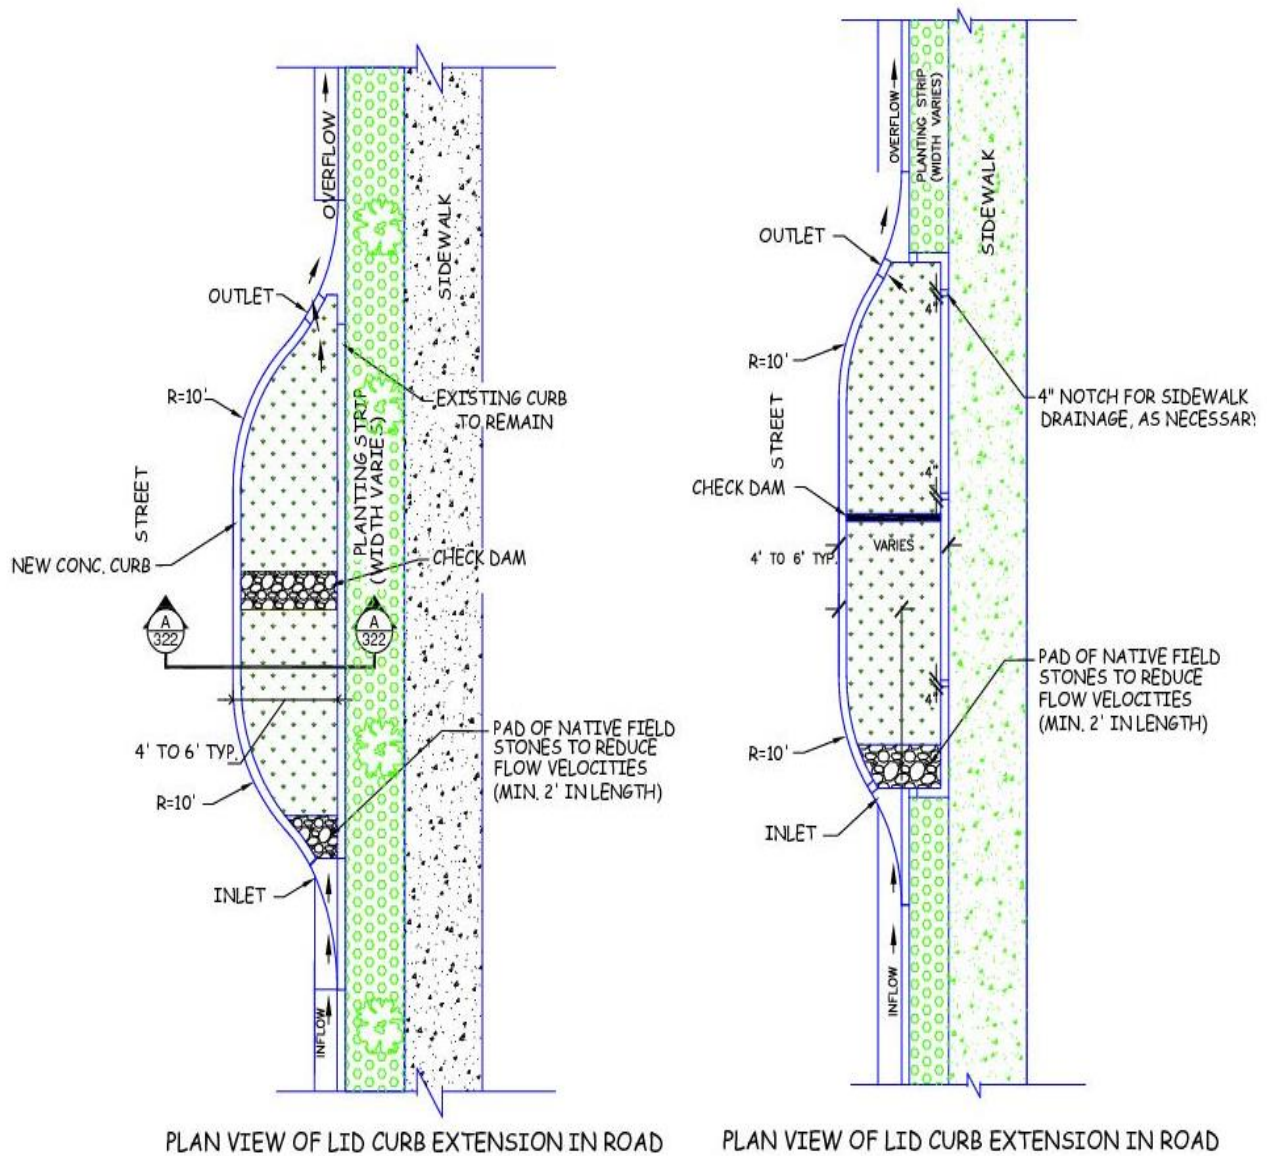 OVERFLOW
SIDEWALK
OUTLET
R=10'
EXISTING CURB
TO REMAIN
STREET
PLANTING STRIP
(WIDTH VARIES)
NEW CONC. CURB
CHECK DAM
A
322
A
322
4' TO 6' TYP.
PAD OF NATIVE FIELD
STONES TO REDUCE
FLOW VELOCITIES
(MIN. 2' IN LENGTH)
R=10'
INLET
INFLOW
PLAN VIEW OF LID CURB EXTENSION IN ROAD
OVERFLOW
PLANTING STRIP
(WIDTH VARIES)
SIDEWALK
OUTLET
4"
R=10'
4" NOTCH FOR SIDEWALK
DRAINAGE, AS NECESSARY
STREET
4"
CHECK DAM
VARIES
4' TO 6' TYP.
PAD OF NATIVE FIELD
STONES TO REDUCE
FLOW VELOCITIES
(MIN. 2' IN LENGTH)
4"
R=10'
INLET
INFLOW
PLAN VIEW OF LID CURB EXTENSION IN ROAD